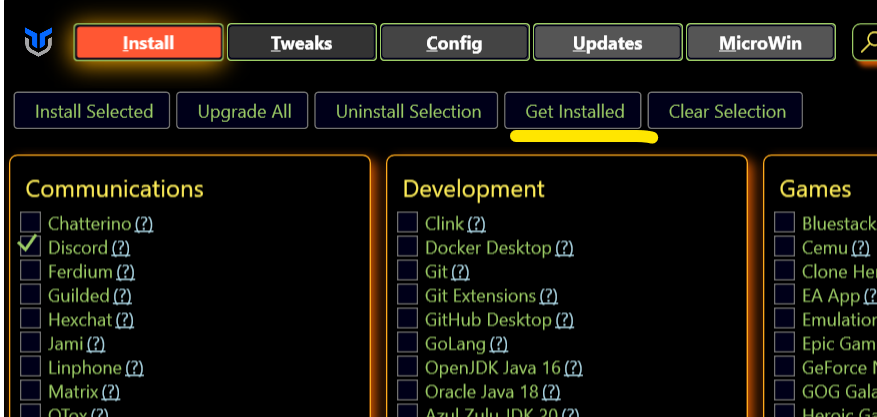 Install Tweaks Config Updates MicroWin
Install Selected Upgrade All Uninstall Selection Get Installed Clear Selection
Communications
Chatterino (?)
Discord (?)
Ferdium (?)
Guilded (?)
Hexchat (?)
Jami (?)
Linphone (?)
Matrix (?)
QTox (?)
Development
Clink (?)
Docker Desktop (?)
Git (?)
Git Extensions (?)
GitHub Desktop (?)
GoLang (?)
OpenJDK Java 16 (?)
Oracle Java 18 (?)
Azul Zulu JDK 20 (?)
Games
Bluestack
Cemu (?)
Clone He
EA App (?
Emulation
Epic Gam
GeForce N
GOG Gala
Heroic Ga